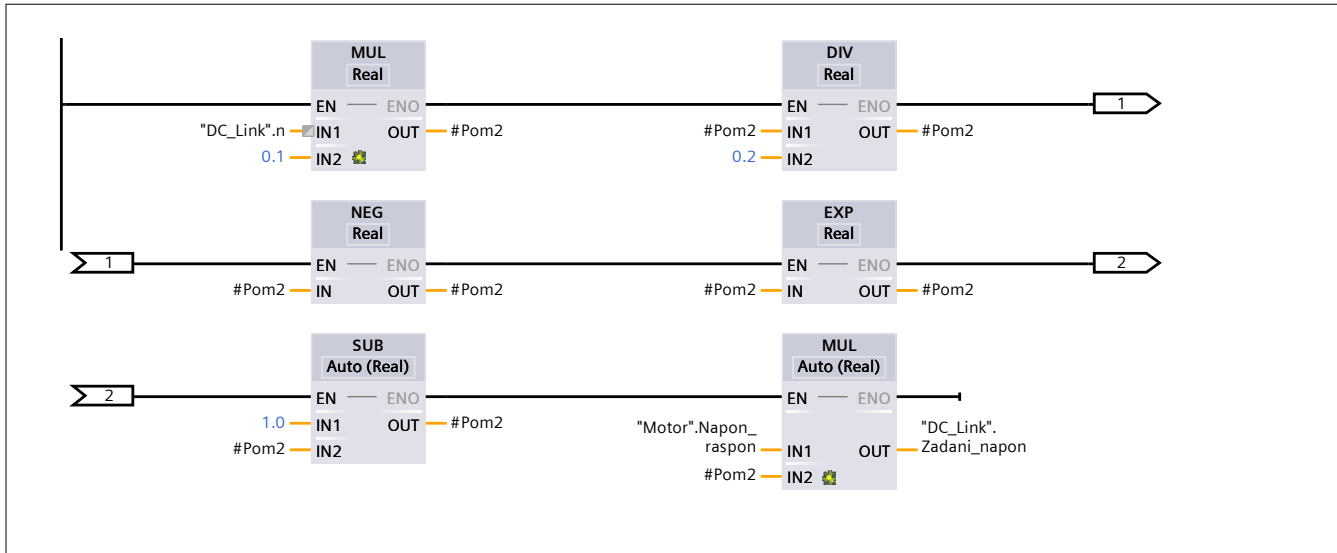 MUL DIV
Real Real
EN ENO EN ENO 1
"DC_Link".n IN1 OUT #Pom2 #Pom2 IN1 OUT #Pom2
0.1 IN2 0.2 IN2
NEG EXP
Real Real
1 EN ENO EN ENO 2
#Pom2 IN OUT #Pom2 #Pom2 IN OUT #Pom2
SUB MUL
Auto (Real) Auto (Real)
2 EN ENO EN ENO
1.0 IN1 OUT #Pom2 "Motor".Napon_ "DC_Link".
#Pom2 IN2 raspon IN1 OUT Zadani_napon
#Pom2 IN2